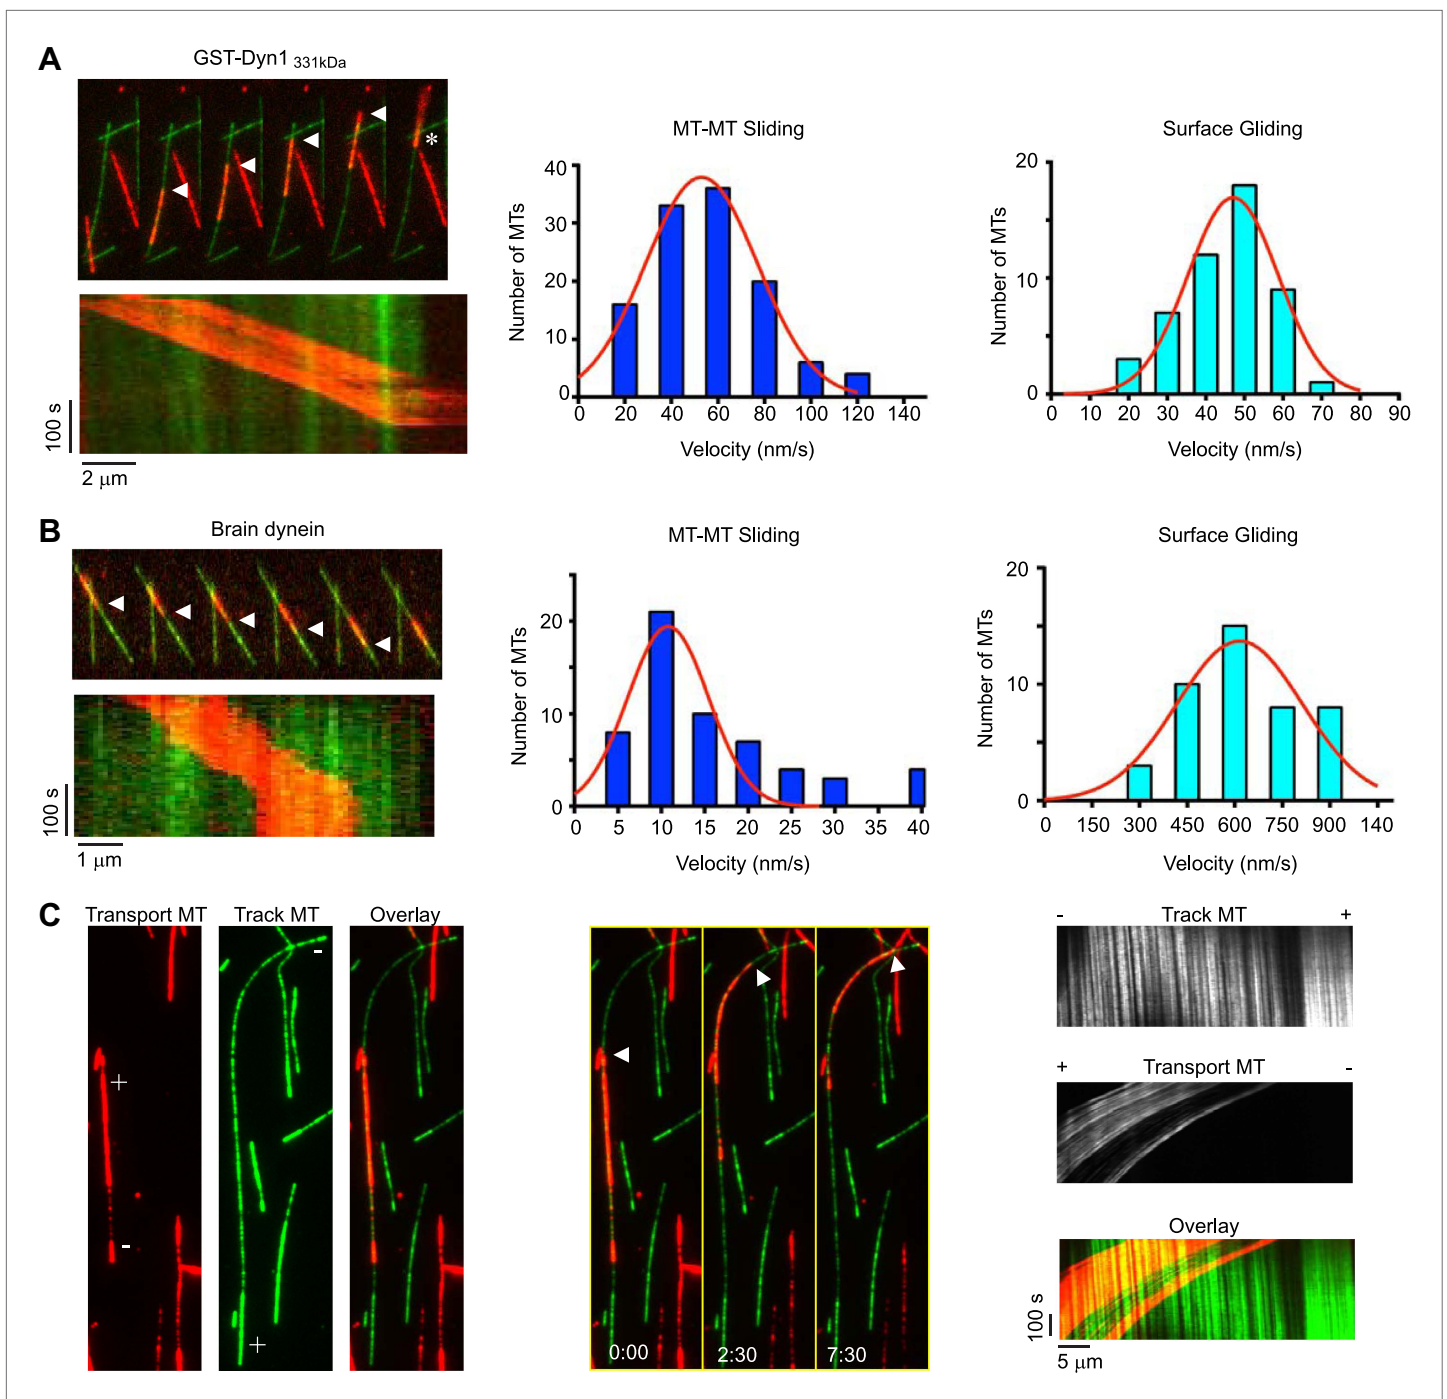 A
GST-Dyn1 331kDa
*
100 s
2 µm
MT-MT Sliding
Number of MTs
40
30
20
10
0
0 20 40 60 80 100 120 140
Velocity (nm/s)
Surface Gliding
Number of MTs
20
10
0
0 10 20 30 40 50 60 70 80 90
Velocity (nm/s)
B
Brain dynein
100 s
1 µm
MT-MT Sliding
Number of MTs
20
10
0
0 5 10 15 20 25 30 35 40
Velocity (nm/s)
Surface Gliding
Number of MTs
20
10
0
0 150 300 450 600 750 900 140
Velocity (nm/s)
C
Transport MT Track MT Overlay
+
-
-
+
0:00 2:30 7:30
- Track MT +
+ Transport MT -
Overlay
100 s
5 µm